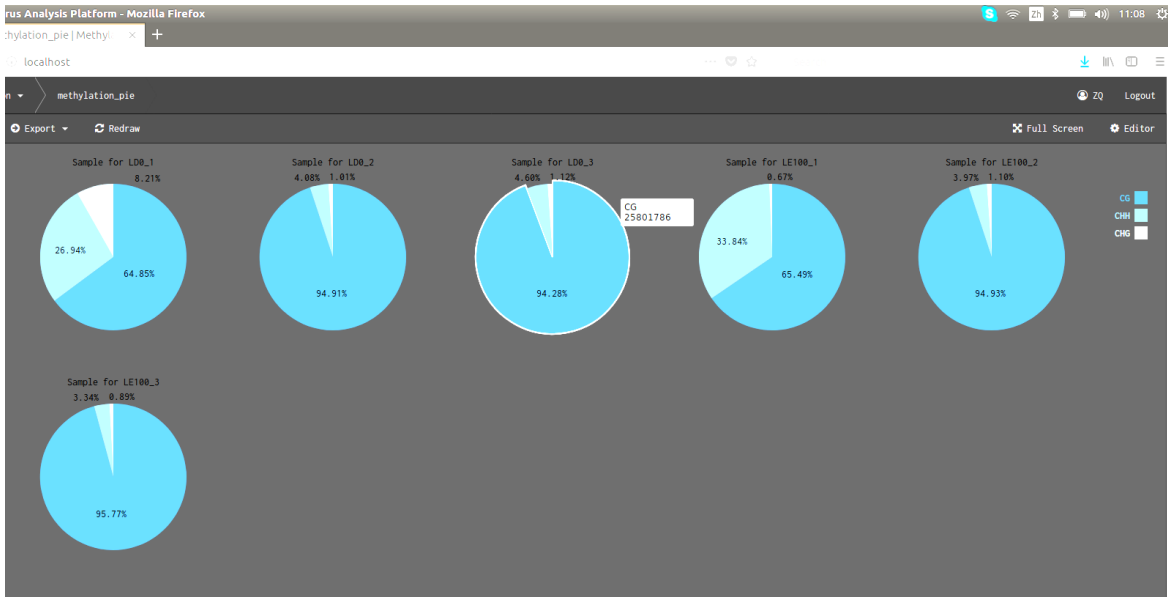 rus Analysis Platform - Mozilla Firefox
Zh 11:08
thylation_pie | Methyl × +
localhost
on methylation_pie ZQ Logout
Export Redraw Full Screen Editor
Sample for LD0_1
8.21%
26.94%
64.85%
Sample for LD0_2
4.08% 1.01%
94.91%
Sample for LD0_3
4.60% 1.12%
CG
25801786
94.28%
Sample for LE100_1
0.67%
33.84%
65.49%
Sample for LE100_2
3.97% 1.10%
94.93%
CG
CHH
CHG
Sample for LE100_3
3.34% 0.89%
95.77%